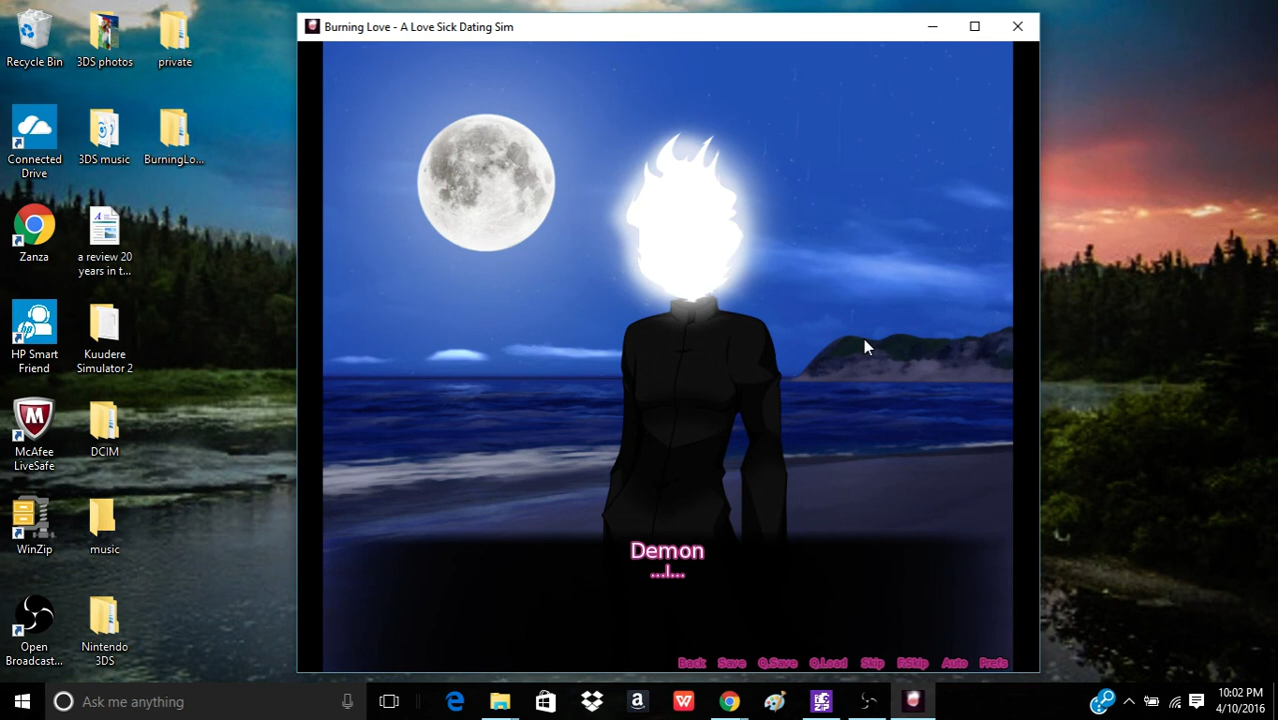 Burning Love - A Love Sick Dating Sim
Recycle Bin
3DS photos
private
Connected
Drive
3DS music
BurningLo...
Zanza
a review 20
years in t...
HP Smart
Friend
Kuudere
Simulator 2
McAfee
LiveSafe
DCIM
WinZip
music
Open
Broadcast...
Nintendo
3DS
Demon
...I...
Back Save Q.Save Q.Load Skip F.Skip Auto Prefs
Ask me anything
10:02 PM
4/10/2016